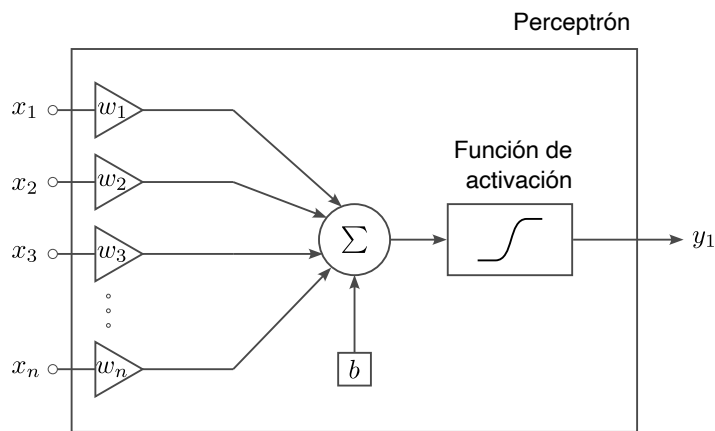 Perceptrón
x₁
w₁
x₂
w₂
x₃
w₃
xₙ
wₙ
Σ
b
Función de
activación
y₁